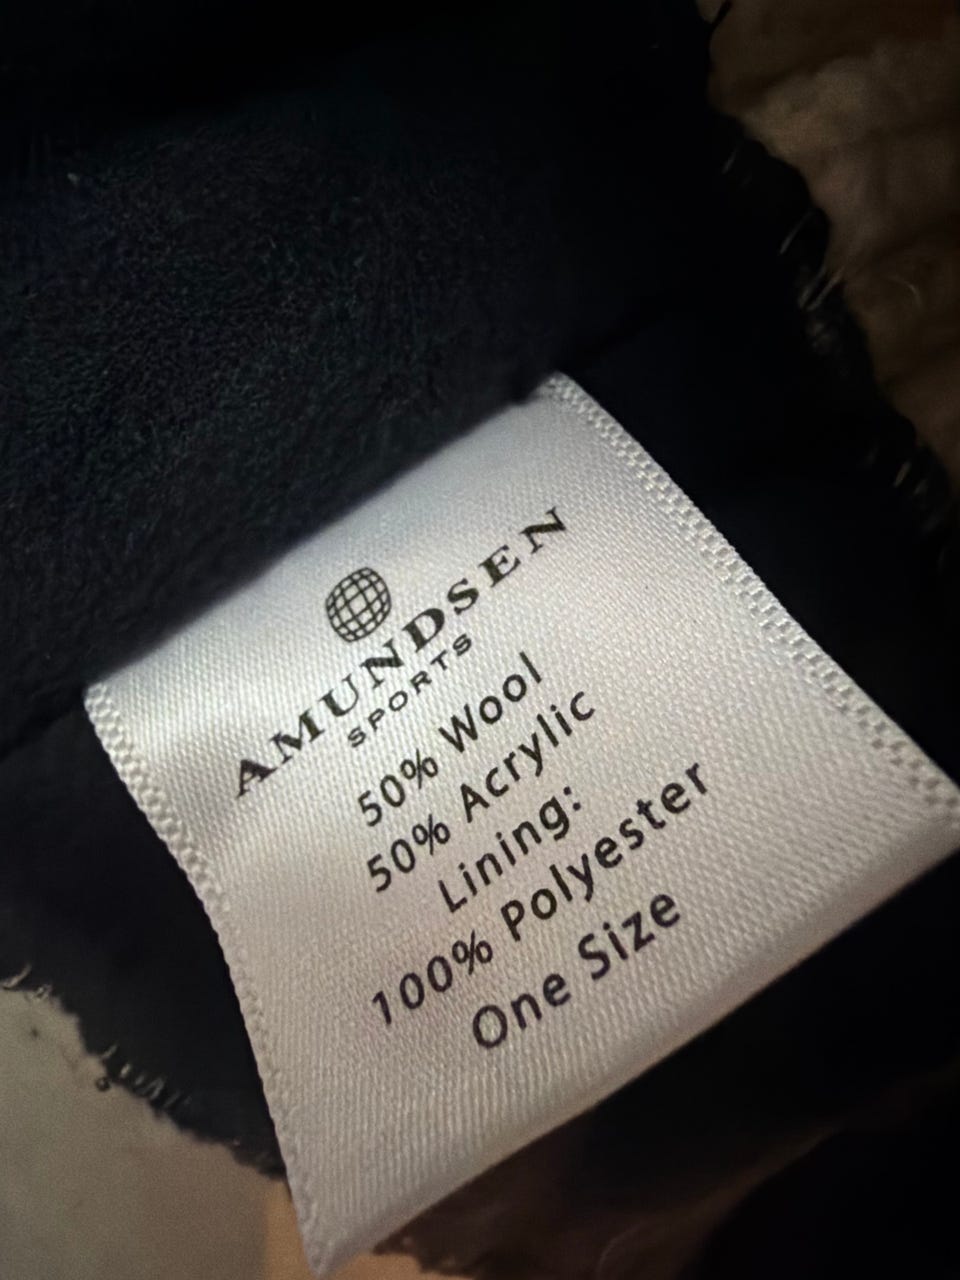 AMUNDSEN
SPORTS
50% Wool
50% Acrylic
Lining:
100% Polyester
One Size